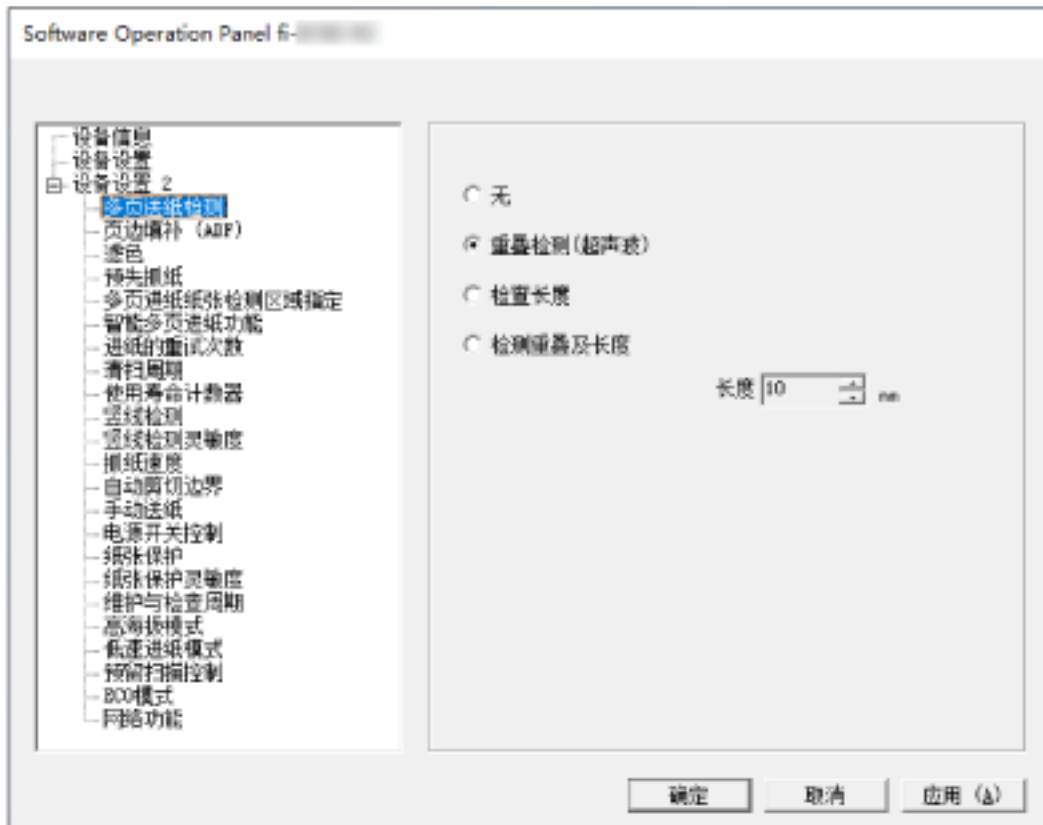 Software Operation Panel fi-
设备信息
设备设置
设备设置 2
多页送纸检测
页边填补 (ADF)
滤色
预先抓纸
多页进纸纸张检测区域指定
智能多页进纸功能
进纸的重试次数
清扫周期
使用寿命计数器
竖线检测
竖线检测灵敏度
抓纸速度
自动剪切边界
手动送纸
电源开关控制
纸张保护
纸张保护灵敏度
维护与检查周期
高海拔模式
低速进纸模式
预留扫描控制
ECO模式
网络功能
无
重叠检测(超声波)
检查长度
检测重叠及长度
长度 10 mm
确定 取消 应用 (A)